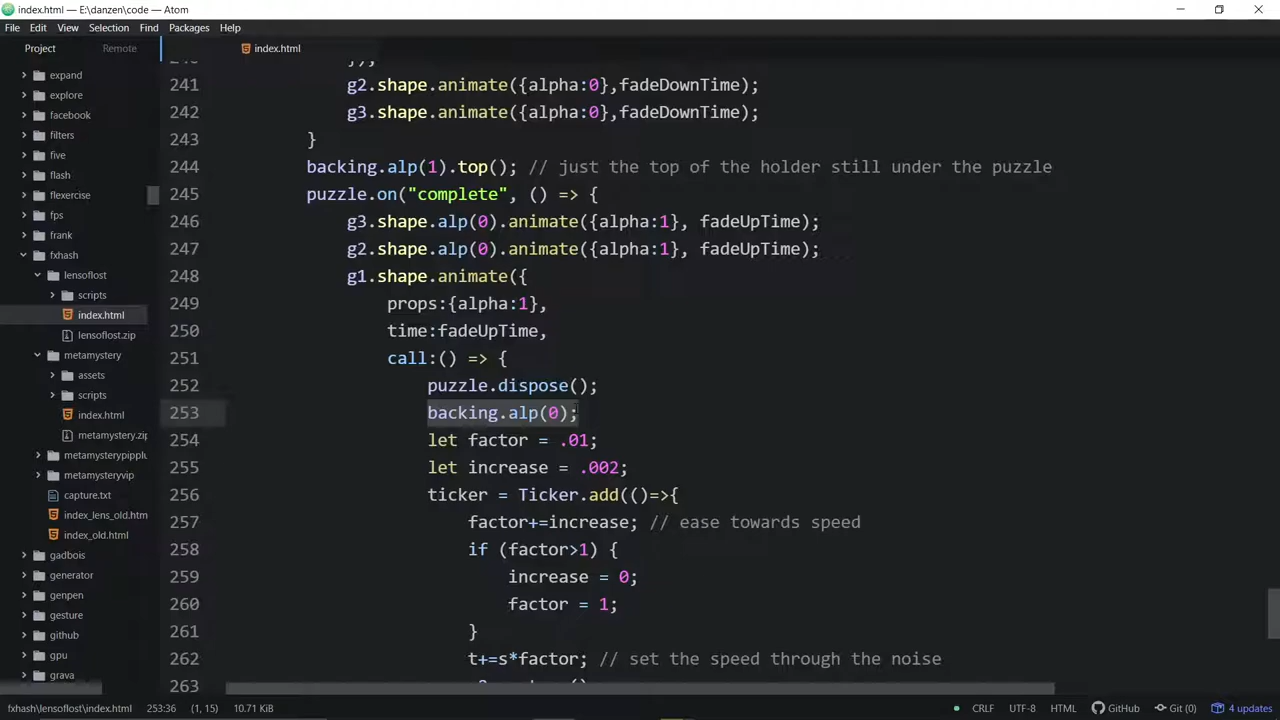 index.html — E:\danzen\code — Atom
File Edit View Selection Find Packages Help
Project Remote
index.html
expand
explore
facebook
filters
five
flash
flexercise
fps
frank
fxhash
lensoflost
scripts
index.html
lensoflost.zip
metamystery
assets
scripts
index.html
metamystery.zip
metamysterypipplu
metamysteryvip
capture.txt
index_lens_old.htm
index_old.html
gadbois
generator
genpen
gesture
github
gpu
grava
240 });
241 g2.shape.animate({alpha:0},fadeDownTime);
242 g3.shape.animate({alpha:0},fadeDownTime);
243 }
244 backing.alp(1).top(); // just the top of the holder still under the puzzle
245 puzzle.on("complete", () => {
246 g3.shape.alp(0).animate({alpha:1}, fadeUpTime);
247 g2.shape.alp(0).animate({alpha:1}, fadeUpTime);
248 g1.shape.animate({
249 props:{alpha:1},
250 time:fadeUpTime,
251 call:() => {
252 puzzle.dispose();
253 backing.alp(0);
254 let factor = .01;
255 let increase = .002;
256 ticker = Ticker.add(()=>{
257 factor+=increase; // ease towards speed
258 if (factor>1) {
259 increase = 0;
260 factor = 1;
261 }
262 t+=s*factor; // set the speed through the noise
263
fxhash\lensoflost\index.html 253:36 (1, 15) 10.71 KiB CRLF UTF-8 HTML GitHub Git (0) 4 updates